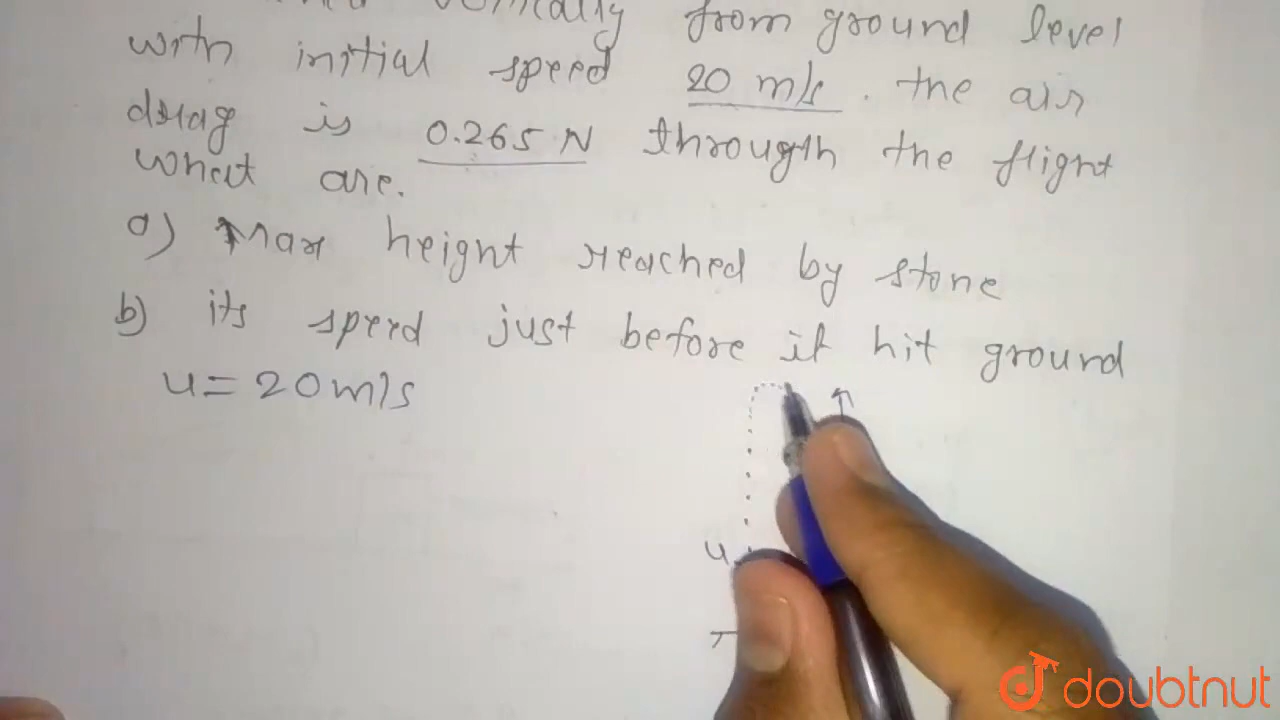 vertically from ground level
with initial speed 20 m/s. the air
drag is 0.265 N through the flight
what are.
a) Max height reached by stone
b) its speed just before it hit ground
u = 20 m/s
u
doubtnut